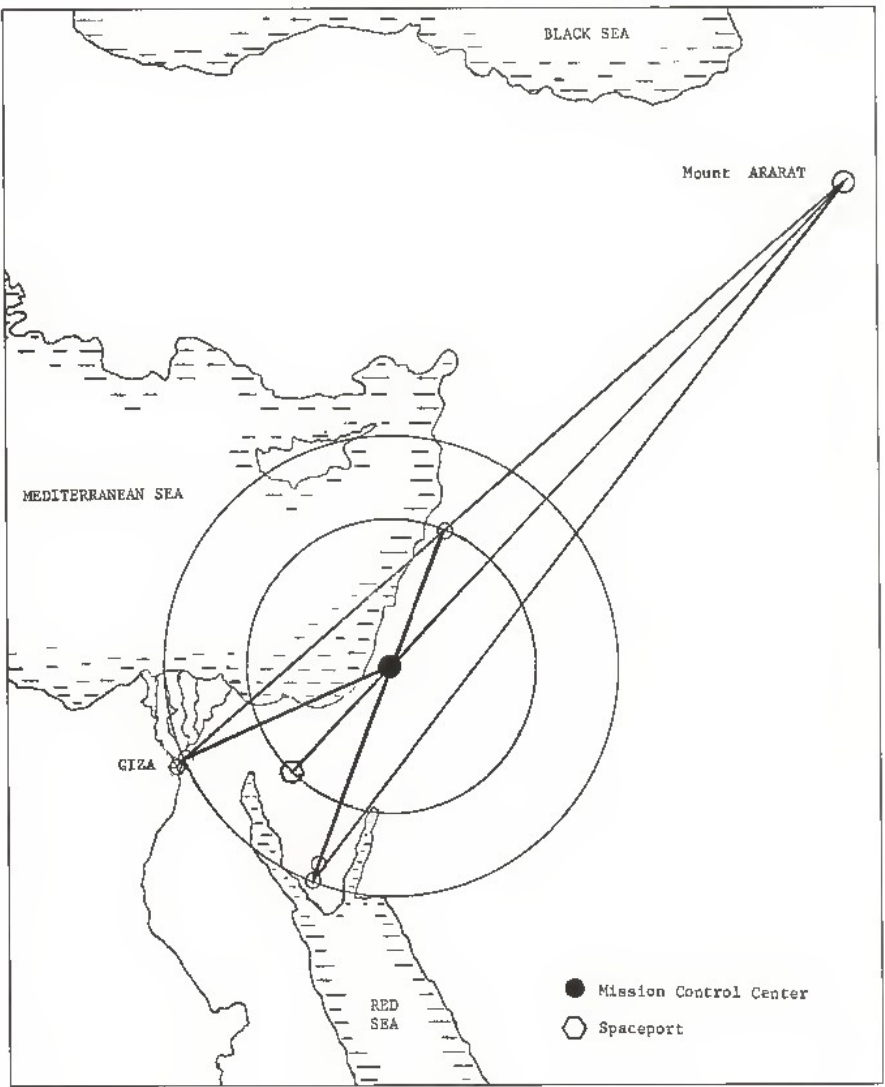 BLACK SEA
Mount ARARAT
MEDITERRANEAN SEA
GIZA
RED
SEA
Mission Control Center
Spaceport